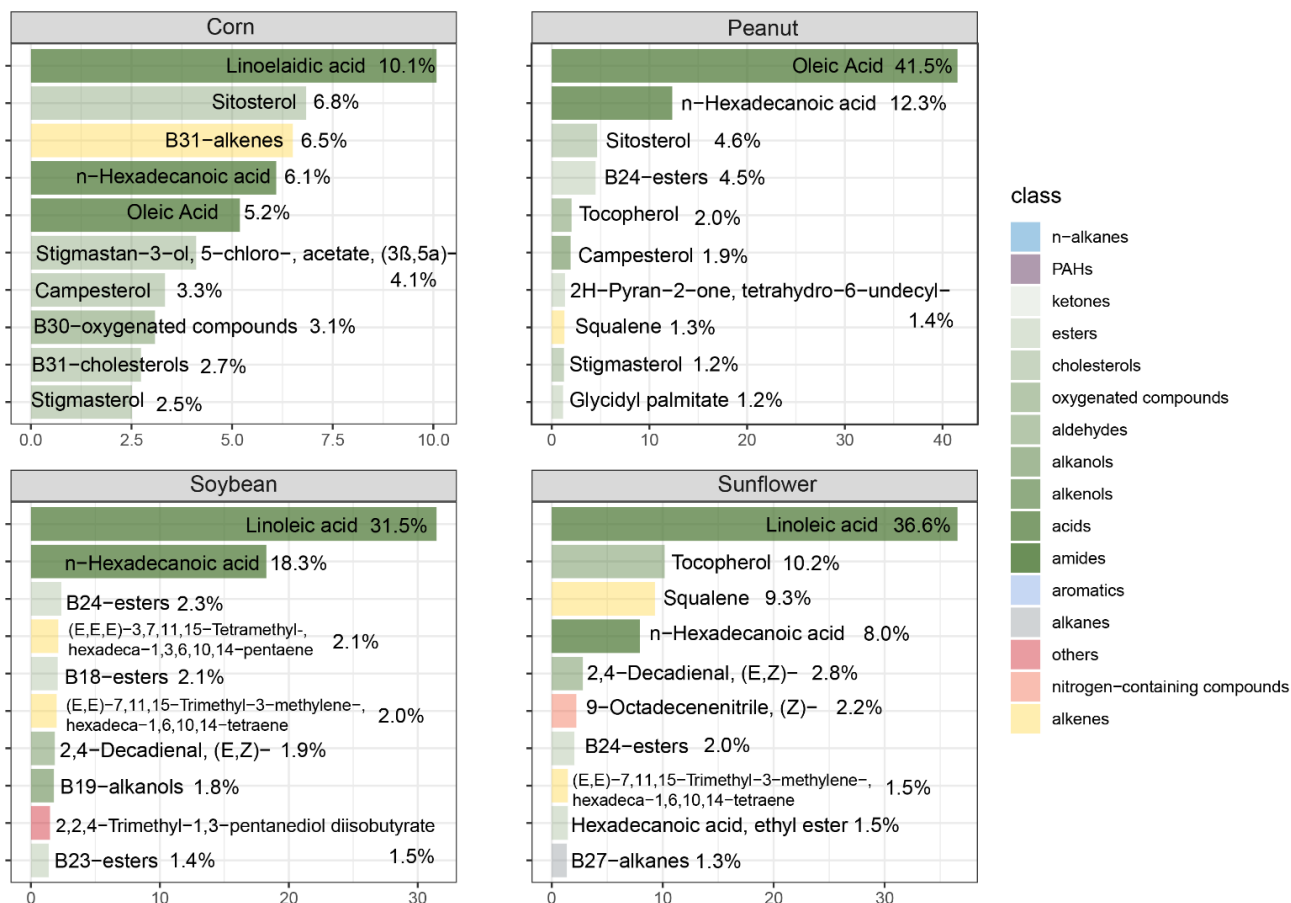 Corn
Linoelaidic acid 10.1%
Sitosterol 6.8%
B31−alkenes 6.5%
n−Hexadecanoic acid 6.1%
Oleic Acid 5.2%
Stigmastan−3−ol, 5−chloro−, acetate, (3ß,5a)−
4.1%
Campesterol 3.3%
B30−oxygenated compounds 3.1%
B31−cholesterols 2.7%
Stigmasterol 2.5%
0.0 2.5 5.0 7.5 10.0
Peanut
Oleic Acid 41.5%
n−Hexadecanoic acid 12.3%
Sitosterol 4.6%
B24−esters 4.5%
Tocopherol 2.0%
Campesterol 1.9%
2H−Pyran−2−one, tetrahydro−6−undecyl−
1.4%
Squalene 1.3%
Stigmasterol 1.2%
Glycidyl palmitate 1.2%
0 10 20 30 40
Soybean
Linoleic acid 31.5%
n−Hexadecanoic acid 18.3%
B24−esters 2.3%
(E,E,E)−3,7,11,15−Tetramethyl-,
hexadeca−1,3,6,10,14−pentaene 2.1%
B18−esters 2.1%
(E,E)−7,11,15−Trimethyl−3−methylene−,
hexadeca−1,6,10,14−tetraene 2.0%
2,4−Decadienal, (E,Z)− 1.9%
B19−alkanols 1.8%
2,2,4−Trimethyl−1,3−pentanediol diisobutyrate
1.5%
B23−esters 1.4%
0 10 20 30
Sunflower
Linoleic acid 36.6%
Tocopherol 10.2%
Squalene 9.3%
n−Hexadecanoic acid 8.0%
2,4−Decadienal, (E,Z)− 2.8%
9−Octadecenenitrile, (Z)− 2.2%
B24−esters 2.0%
(E,E)−7,11,15−Trimethyl−3−methylene−,
hexadeca−1,6,10,14−tetraene 1.5%
Hexadecanoic acid, ethyl ester 1.5%
B27−alkanes 1.3%
0 10 20 30
class
n−alkanes
PAHs
ketones
esters
cholesterols
oxygenated compounds
aldehydes
alkanols
alkenols
acids
amides
aromatics
alkanes
others
nitrogen−containing compounds
alkenes